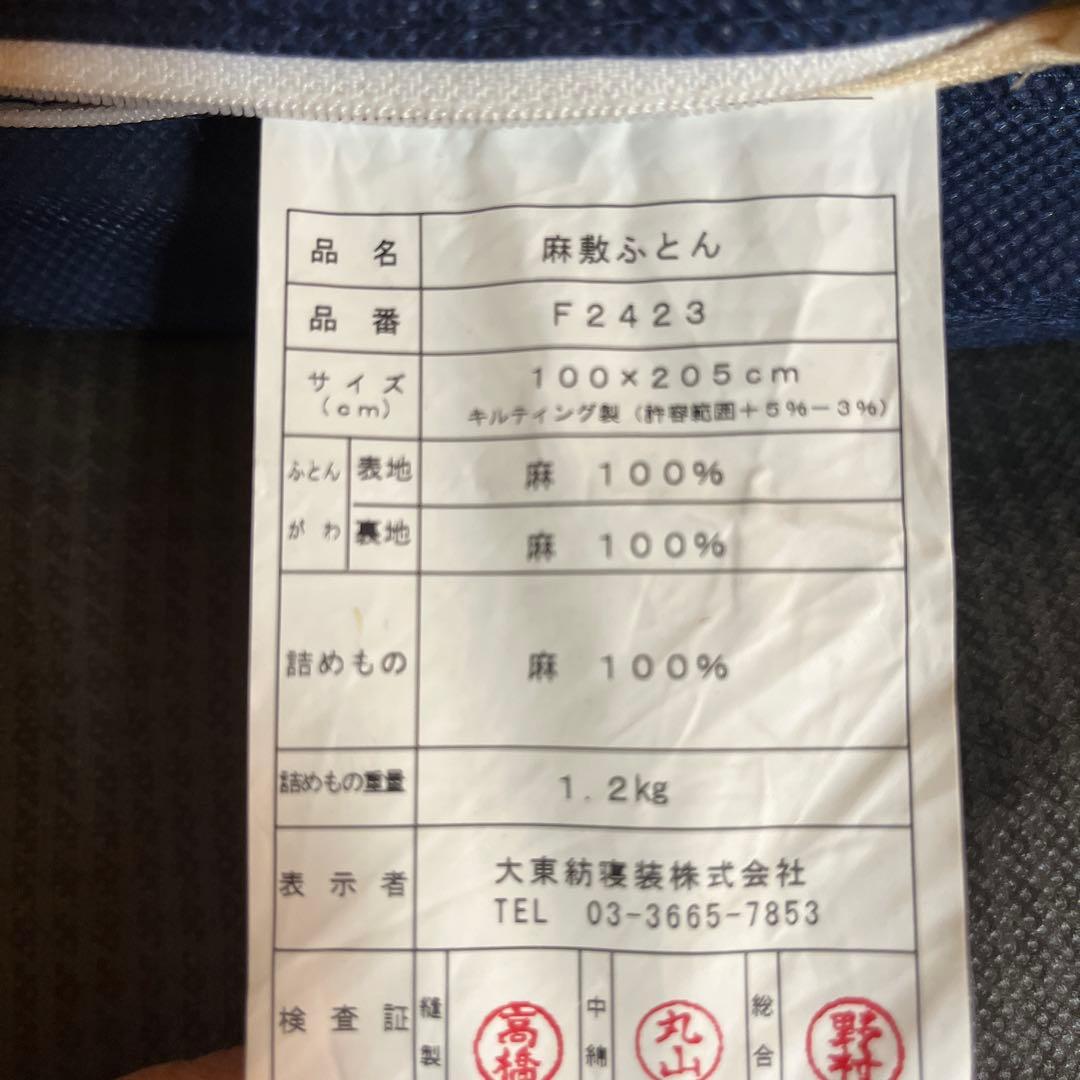 品 名 麻敷ふとん
品 番 F2423
サイズ 100×205cm
(cm) キルティング製(許容範囲+5%-3%)
ふとん 表地 麻 100%
がわ 裏地 麻 100%
詰めもの 麻 100%
詰めもの重量 1.2kg
表示者 大東紡寝装株式会社
TEL 03-3665-7853
検査証 縫製 高橋 中綿 丸山 総合 野村